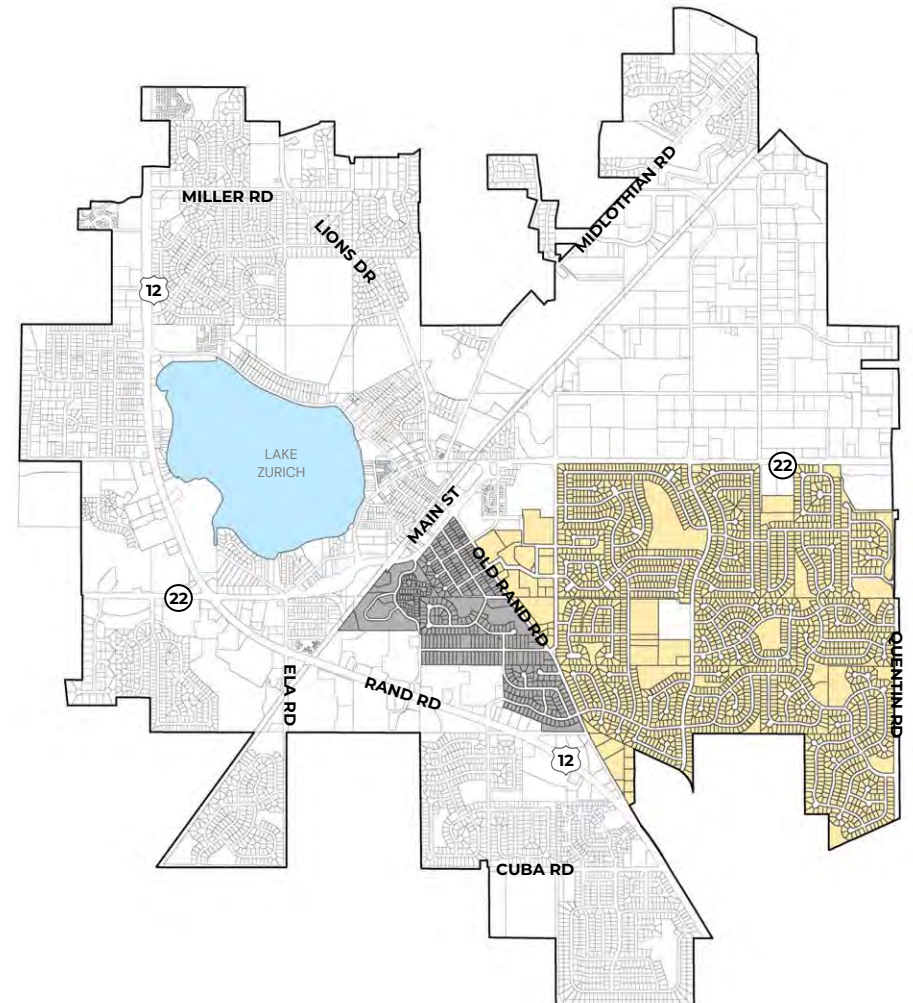 MIDLOTHIAN RD
MILLER RD
LIONS DR
12
LAKE
ZURICH
22
MAIN ST
OLD RAND RD
22
QUENTIN RD
ELA RD
RAND RD
12
CUBA RD